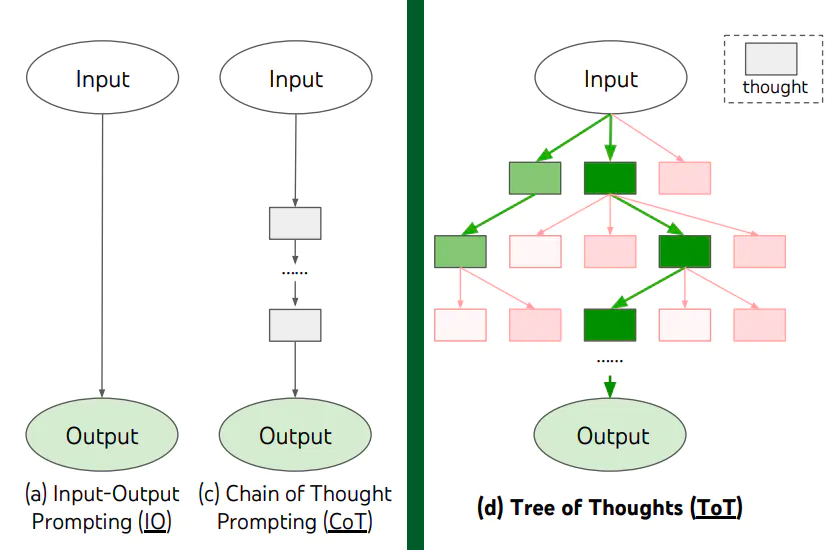 Input
Input
Input
thought
......
......
Output
Output
Output
(a) Input-Output
Prompting (IO)
(c) Chain of Thought
Prompting (CoT)
(d) Tree of Thoughts (ToT)